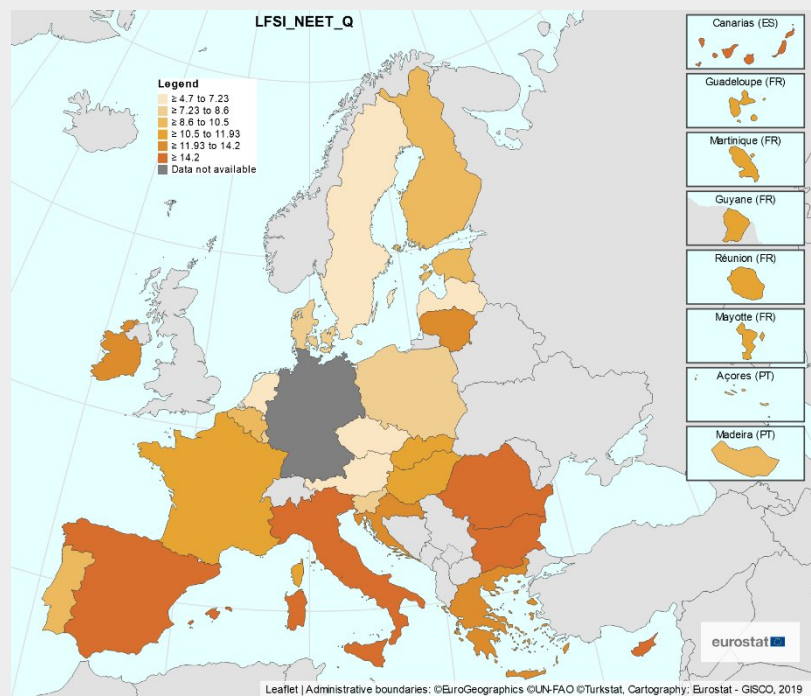 LFSI_NEET_Q
Legend
≥ 4.7 to 7.23
≥ 7.23 to 8.6
≥ 8.6 to 10.5
≥ 10.5 to 11.93
≥ 11.93 to 14.2
≥ 14.2
Data not available
Canarias (ES)
Guadeloupe (FR)
Martinique (FR)
Guyane (FR)
Réunion (FR)
Mayotte (FR)
Açores (PT)
Madeira (PT)
eurostat
Leaflet | Administrative boundaries: ©EuroGeographics ©UN-FAO ©Turkstat, Cartography: Eurostat - GISCO, 2019